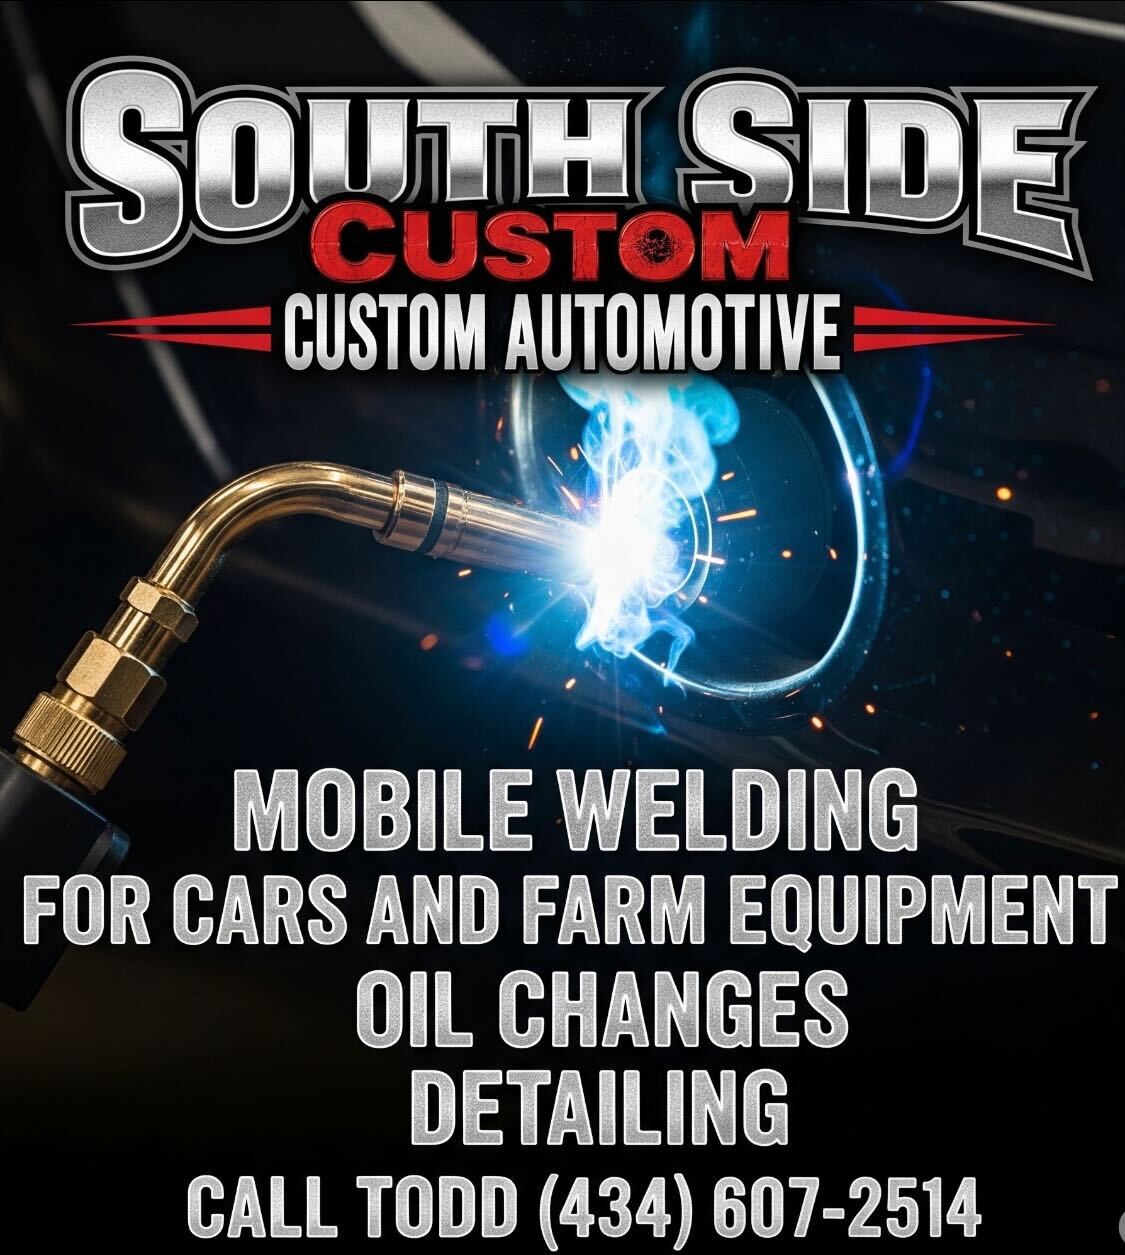 SOUTH SIDE
CUSTOM
CUSTOM AUTOMOTIVE
MOBILE WELDING
FOR CARS AND FARM EQUIPMENT
OIL CHANGES
DETAILING
CALL TODD (434) 607-2514